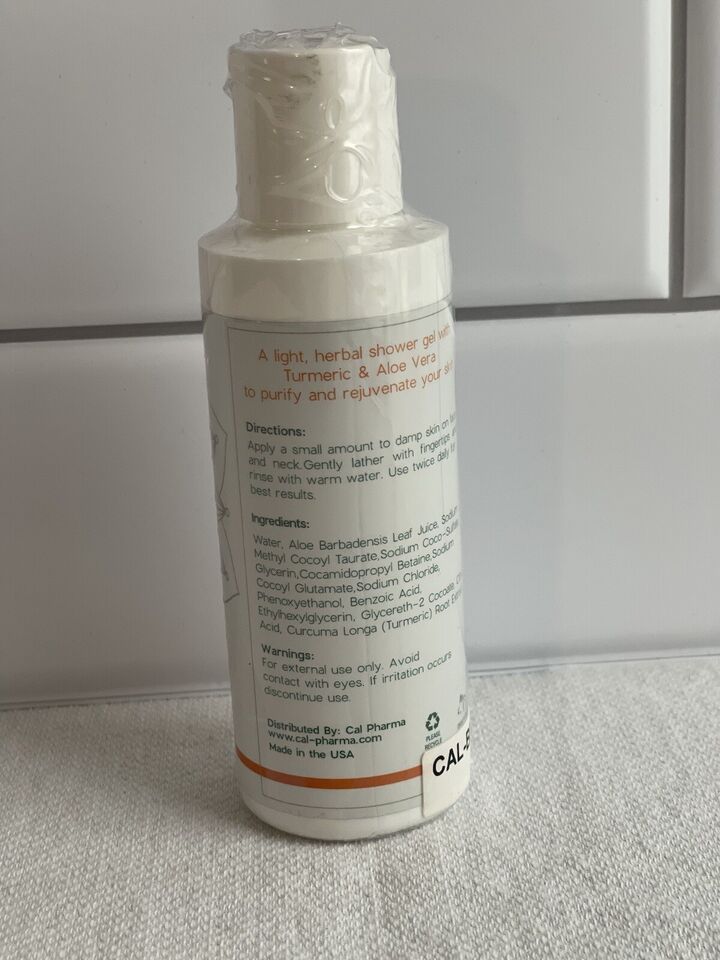 A light, herbal shower gel with
Turmeric & Aloe Vera
to purify and rejuvenate your
Directions:
Apply a small amount to damp skin on
and neck.Gently lather with fingertips
rinse with warm water. Use twice daily
best results.
Ingredients:
Water, Aloe Barbadensis Leaf Juice, Sodium
Methyl Cocoyl Taurate,Sodium Coco-Sulfate
Glycerin,Cocamidopropyl Betaine,Sodium
Cocoyl Glutamate,Sodium Chloride,
Phenoxyethanol, Benzoic Acid,
Ethylhexylglycerin, Glycereth-2 Cocoate,
Acid, Curcuma Longa (Turmeric) Root
Warnings:
For external use only. Avoid
contact with eyes. If irritation occurs
discontinue use.
Distributed By: Cal Pharma
www.cal-pharma.com
Made in the USA
PLEASE
RECYCLE